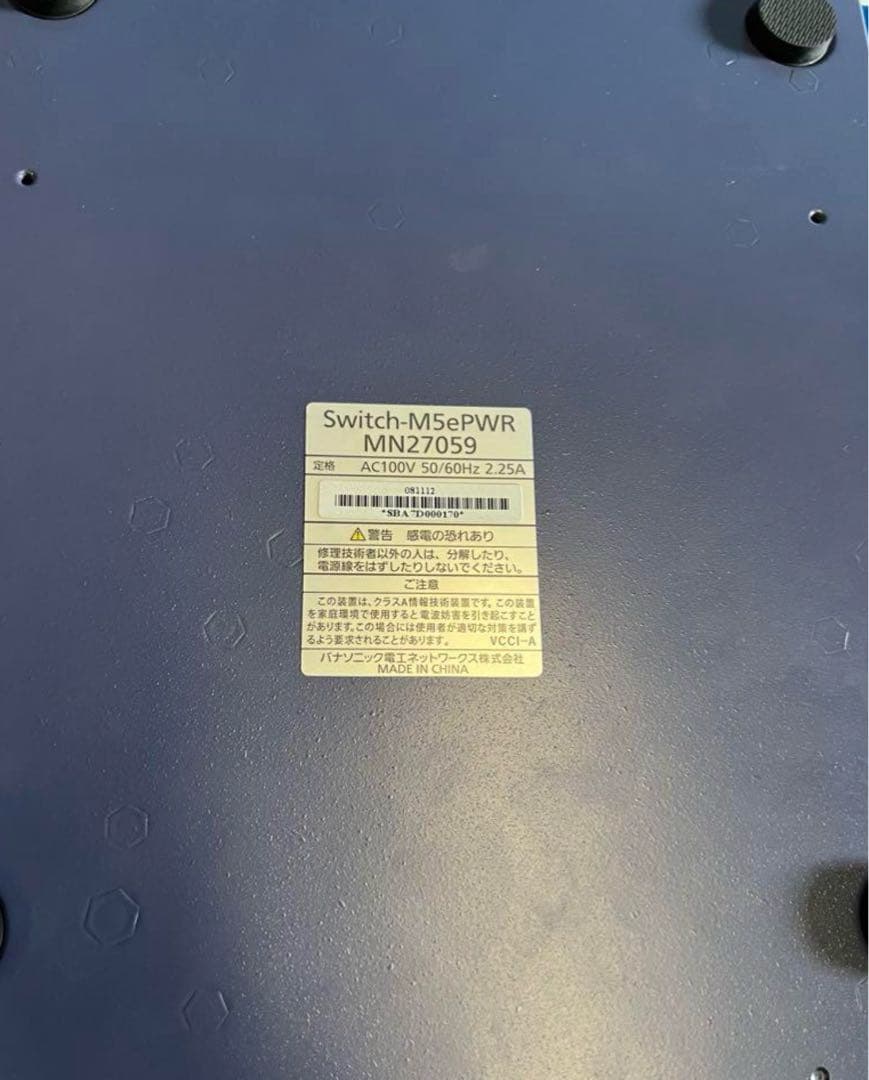 Switch-M5ePWR
MN27059
定格 AC100V 50/60Hz 2.25A
081112
*SBA7D000170*
警告 感電の恐れあり
修理技術者以外の人は、分解したり、
電源線をはずしたりしないでください。
ご注意
この装置は、クラスA情報技術装置です。この装置
を家庭環境で使用すると電波妨害を引き起こすこと
があります。この場合には使用者が適切な対策を講ず
るよう要求されることがあります。 VCCI-A
パナソニック電工ネットワークス株式会社
MADE IN CHINA